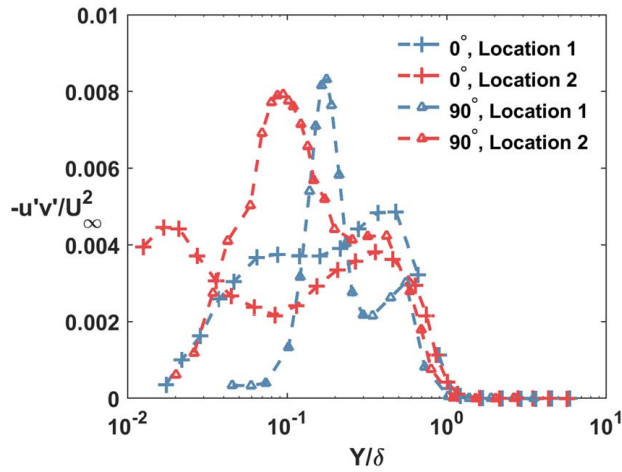 0.01
0.008
0.006
0.004
0.002
0
-u'v'/U²∞
0°, Location 1
0°, Location 2
90°, Location 1
90°, Location 2
10⁻² 10⁻¹ 10⁰ 10¹
Y/δ